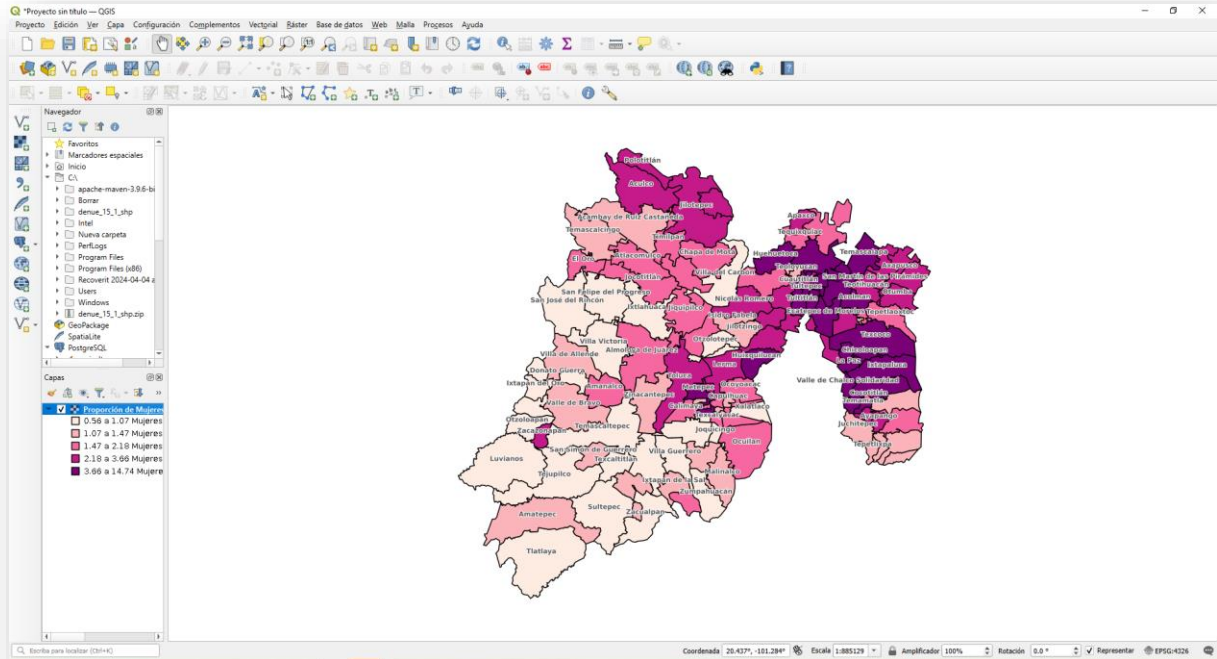 *Proyecto sin título — QGIS
Proyecto Edición Ver Capa Configuración Complementos Vectorial Ráster Base de datos Web Malla Procesos Ayuda
Navegador
Favoritos
Marcadores espaciales
Inicio
C:\
apache-maven-3.9.6-bi
Borrar
denue_15_1_shp
Intel
Nueva carpeta
PerfLogs
Program Files
Program Files (x86)
Recoverit 2024-04-04 a
Users
Windows
denue_15_1_shp.zip
GeoPackage
SpatiaLite
PostgreSQL
Capas
Proporción de Mujeres
0.56 a 1.07 Mujeres
1.07 a 1.47 Mujeres
1.47 a 2.18 Mujeres
2.18 a 3.66 Mujere
3.66 a 14.74 Mujere
Polotitlán
Aculco
Jilotepec
Acambay de Ruíz Castañeda
Temascalcingo
Timilpan
Apaxco
Tequixquiac
El Oro
Atlacomulco
Chapa de Mota
Huehuetoca
Temascalapa
Jocotitlán
Villa del Carbón
Teoloyucan
Axapusco
Cuautitlán
San Martín de las Pirámides
San Felipe del Progreso
Tultepec
Teotihuacán
San José del Rincón
Ixtlahuaca
Jiquipilco
Nicolás Romero
Tultitlán
Acolman
Otumba
Isidro Fabela
Ecatepec de Morelos
Tepetlaoxtoc
Jilotzingo
Villa Victoria
Otzolotepec
Texcoco
Villa de Allende
Almoloya de Juárez
Huixquilucan
Chicoloapan
Donato Guerra
Lerma
La Paz
Ixtapaluca
Ixtapan del Oro
Amanalco
Toluca
Metepec
Ocoyoacac
Valle de Chalco Solidaridad
Zinacantepec
Capulhuac
Valle de Bravo
Calimaya
Xalatlaco
Cocotitlán
Temamatla
Otzoloapan
Texcalyacac
Ayapango
Zacazonapan
Temascaltepec
Joquicingo
Juchitepec
San Simón de Guerrero
Villa Guerrero
Ocuilan
Tepetlixpa
Luvianos
Texcaltitlán
Tejupilco
Ixtapan de la Sal
Malinalco
Zumpahuacán
Amatepec
Sultepec
Zacualpan
Tlatlaya
Escriba para localizar (Ctrl+K)
Coordenada 20.437°, -101.284° Escala 1:885129 Amplificador 100% Rotación 0.0 ° Representar EPSG:4326